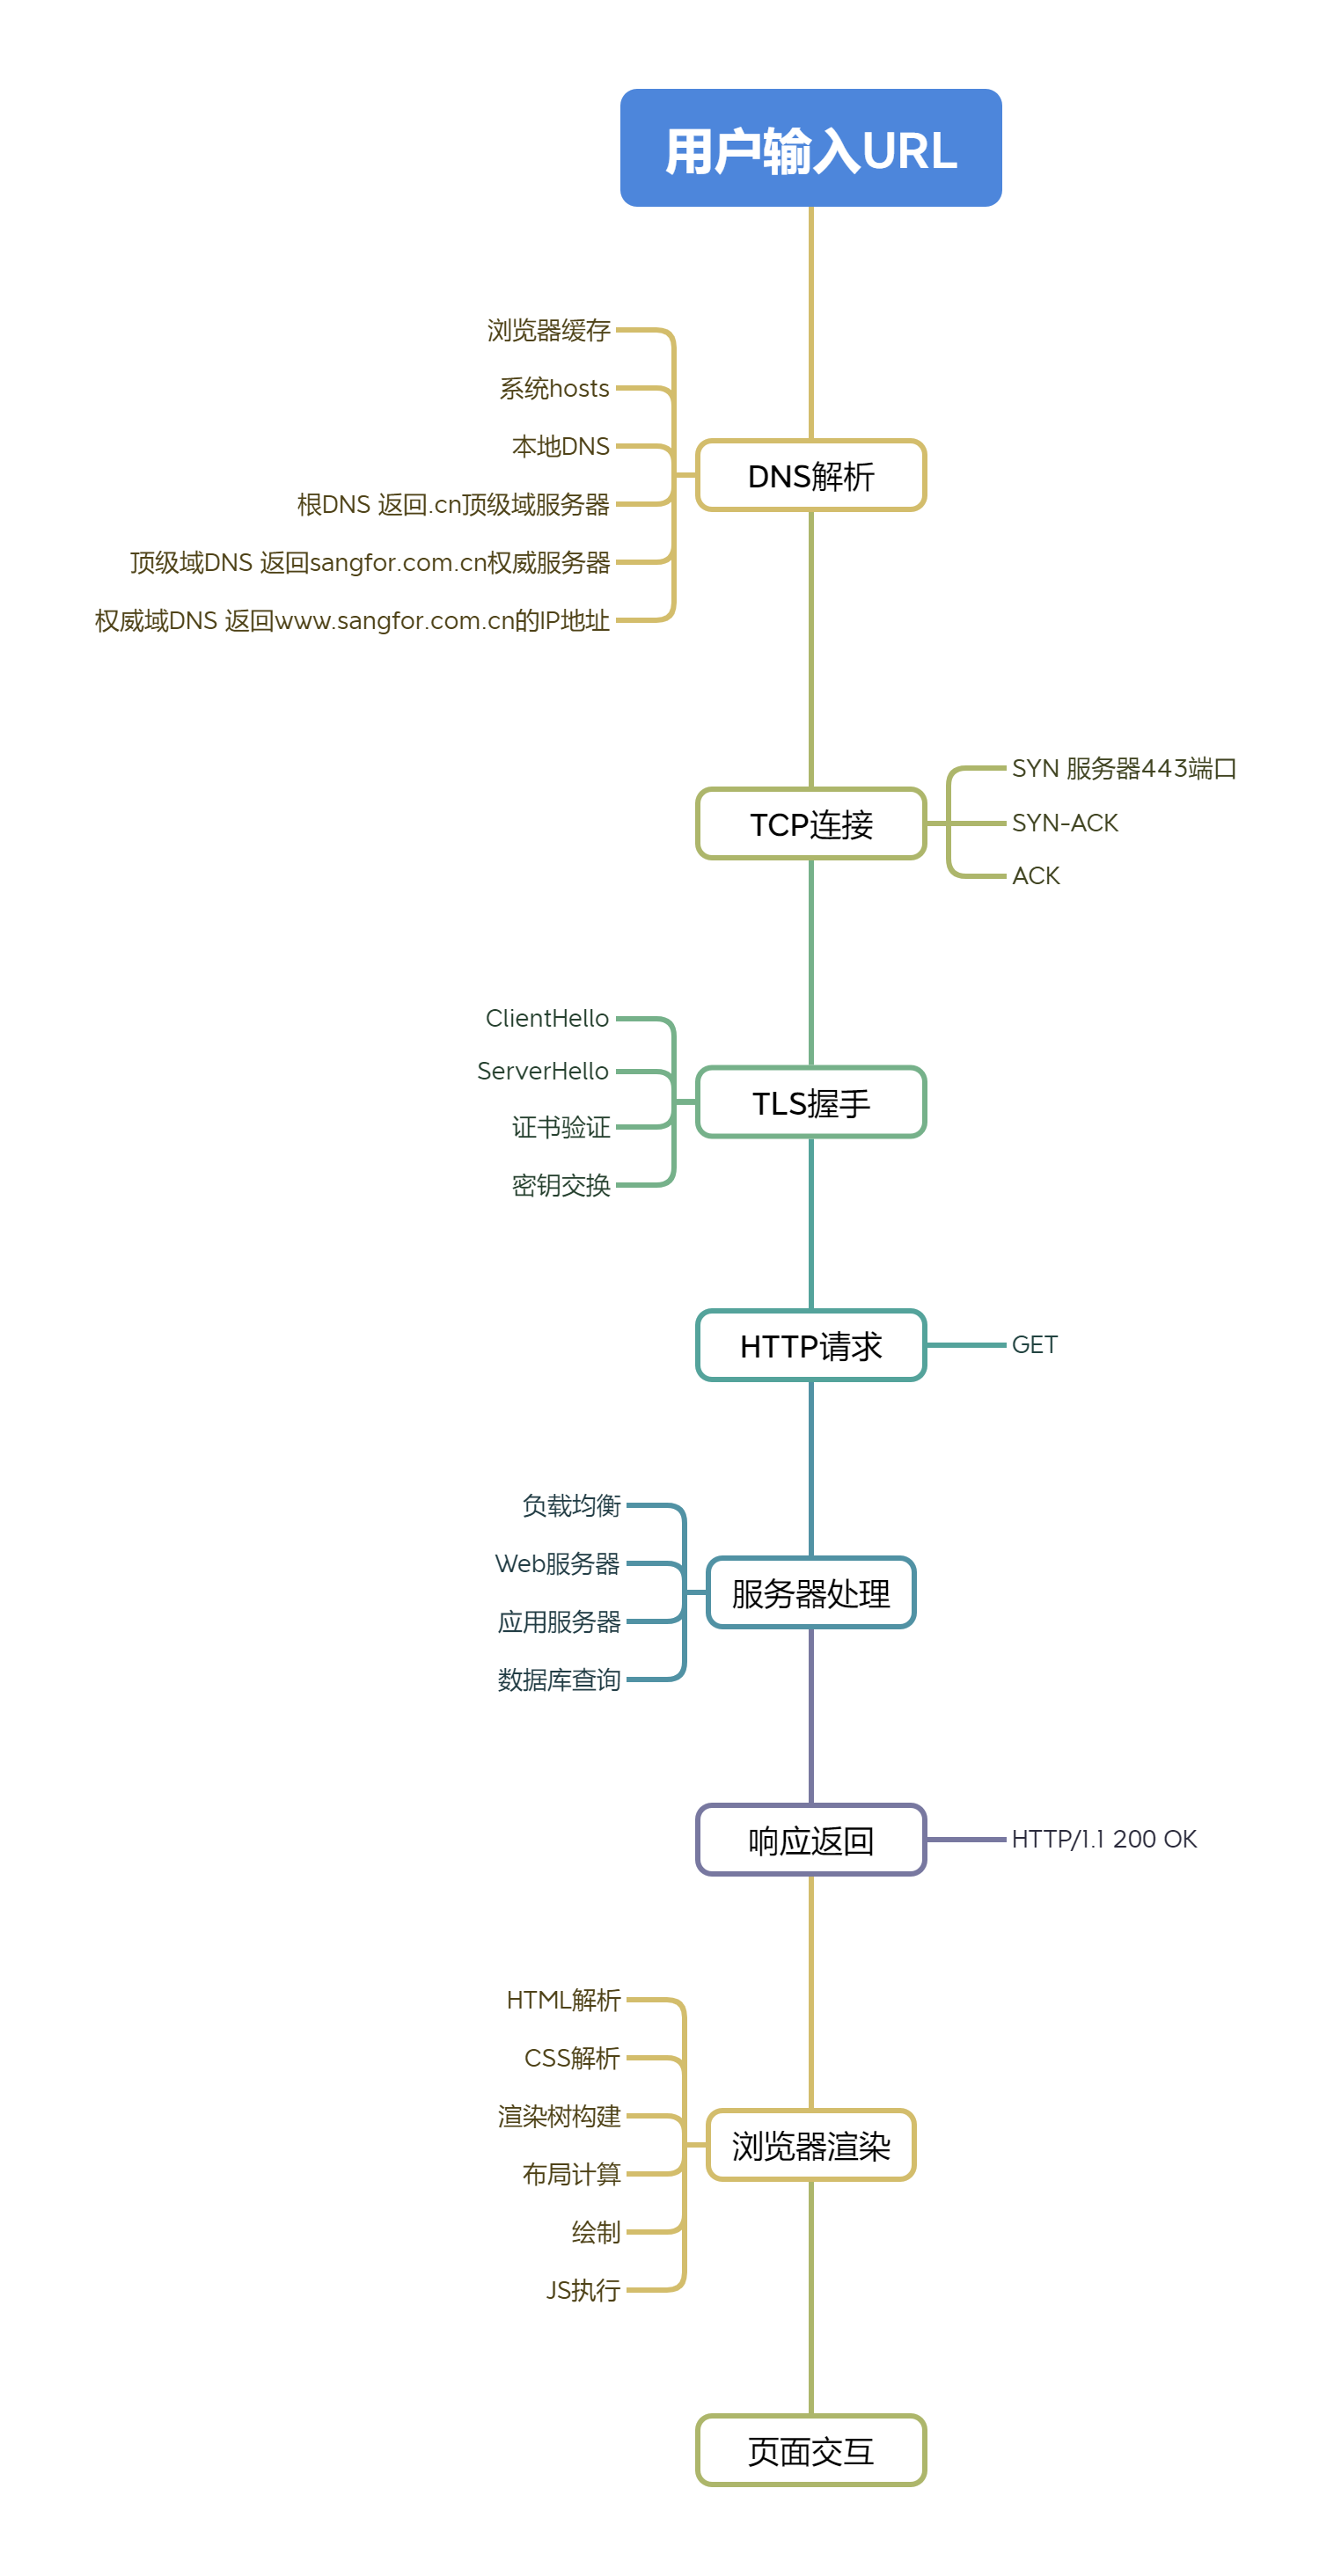 用户输入URL
DNS解析
浏览器缓存
系统hosts
本地DNS
根DNS 返回.cn顶级域服务器
顶级域DNS 返回sangfor.com.cn权威服务器
权威域DNS 返回www.sangfor.com.cn的IP地址
TCP连接
SYN 服务器443端口
SYN-ACK
ACK
TLS握手
ClientHello
ServerHello
证书验证
密钥交换
HTTP请求
GET
服务器处理
负载均衡
Web服务器
应用服务器
数据库查询
响应返回
HTTP/1.1 200 OK
浏览器渲染
HTML解析
CSS解析
渲染树构建
布局计算
绘制
JS执行
页面交互